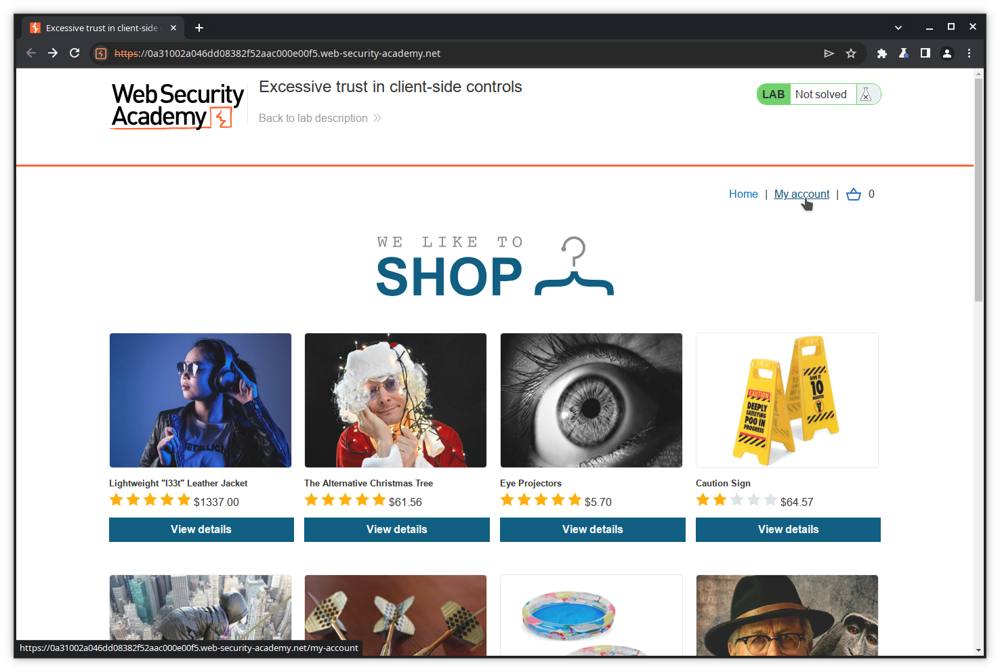 Excessive trust in client-side
https://0a31002a046dd08382f52aac000e00f5.web-security-academy.net
Web Security
Academy
Excessive trust in client-side controls
Back to lab description
LAB Not solved
Home | My account | 0
WE LIKE TO
SHOP
METALLICA
CAUTION
DEEPLY
SATISFYING
POO IN
PROGRESS
GIVE IT
10
MINUTES
Lightweight "l33t" Leather Jacket
The Alternative Christmas Tree
Eye Projectors
Caution Sign
$1337.00
$61.56
$5.70
$64.57
View details
View details
View details
View details
https://0a31002a046dd08382f52aac000e00f5.web-security-academy.net/my-account